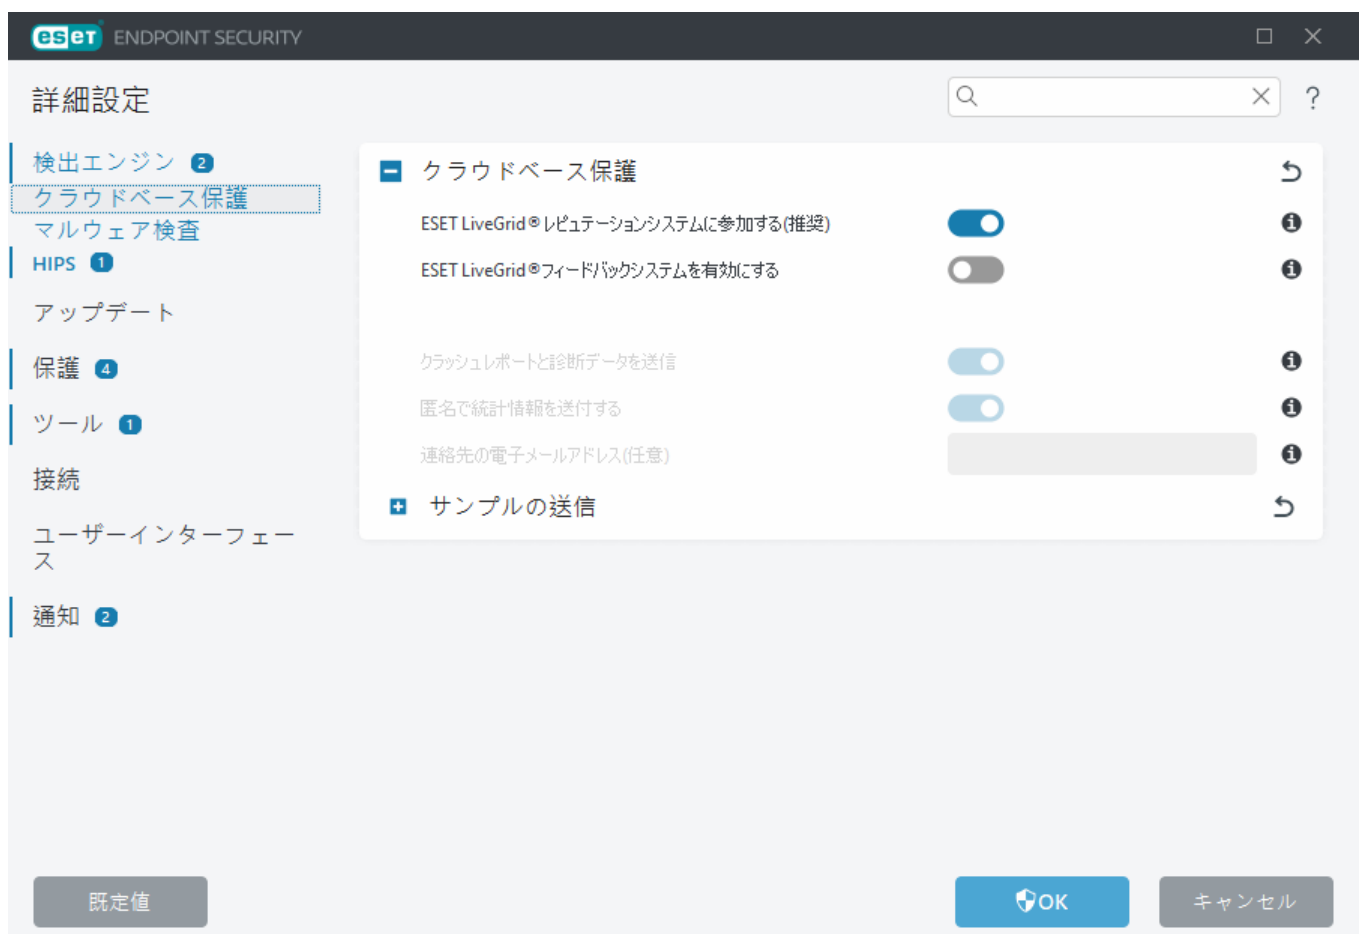 eset ENDPOINT SECURITY
詳細設定
検出エンジン 2
クラウドベース保護
マルウェア検査
HIPS 1
アップデート
保護 4
ツール 1
接続
ユーザーインターフェー
ス
通知 2
クラウドベース保護
ESET LiveGrid®レピュテーションシステムに参加する(推奨)
ESET LiveGrid®フィードバックシステムを有効にする
クラッシュレポートと診断データを送信
匿名で統計情報を送付する
連絡先の電子メールアドレス(任意)
サンプルの送信
既定値
OK
キャンセル